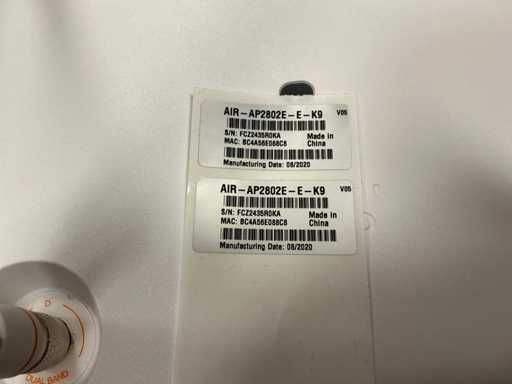 AIR-AP2802E-E-K9 V05
S/N: FCZ2435R0KA Made in
MAC: BC4A56E088C8 China
Manufacturing Date: 08/2020
AIR-AP2802E-E-K9 V05
S/N: FCZ2435R0KA Made in
MAC: BC4A56E088C8 China
Manufacturing Date: 08/2020
D
DUAL BAND